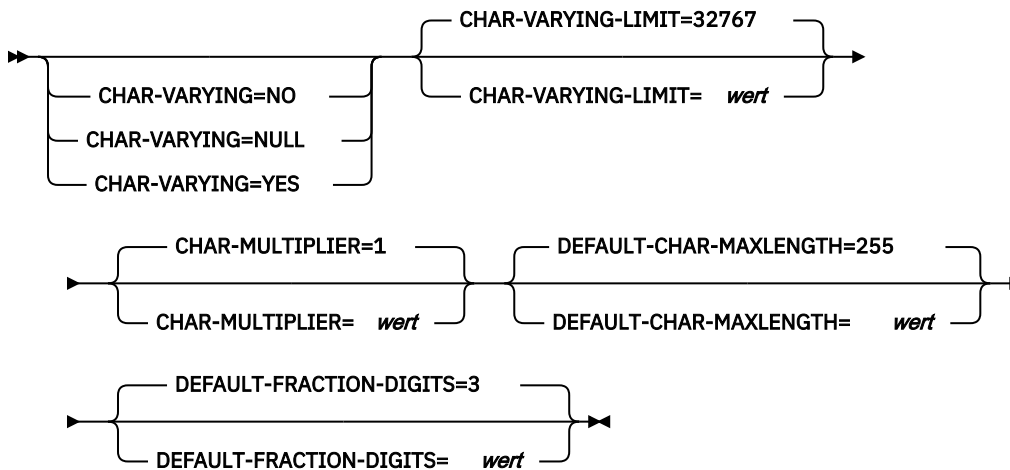 CHAR-VARYING-LIMIT=32767
CHAR-VARYING=NO
CHAR-VARYING-LIMIT= wert
CHAR-VARYING=NULL
CHAR-VARYING=YES
CHAR-MULTIPLIER=1
DEFAULT-CHAR-MAXLENGTH=255
CHAR-MULTIPLIER= wert
DEFAULT-CHAR-MAXLENGTH= wert
DEFAULT-FRACTION-DIGITS=3
DEFAULT-FRACTION-DIGITS= wert